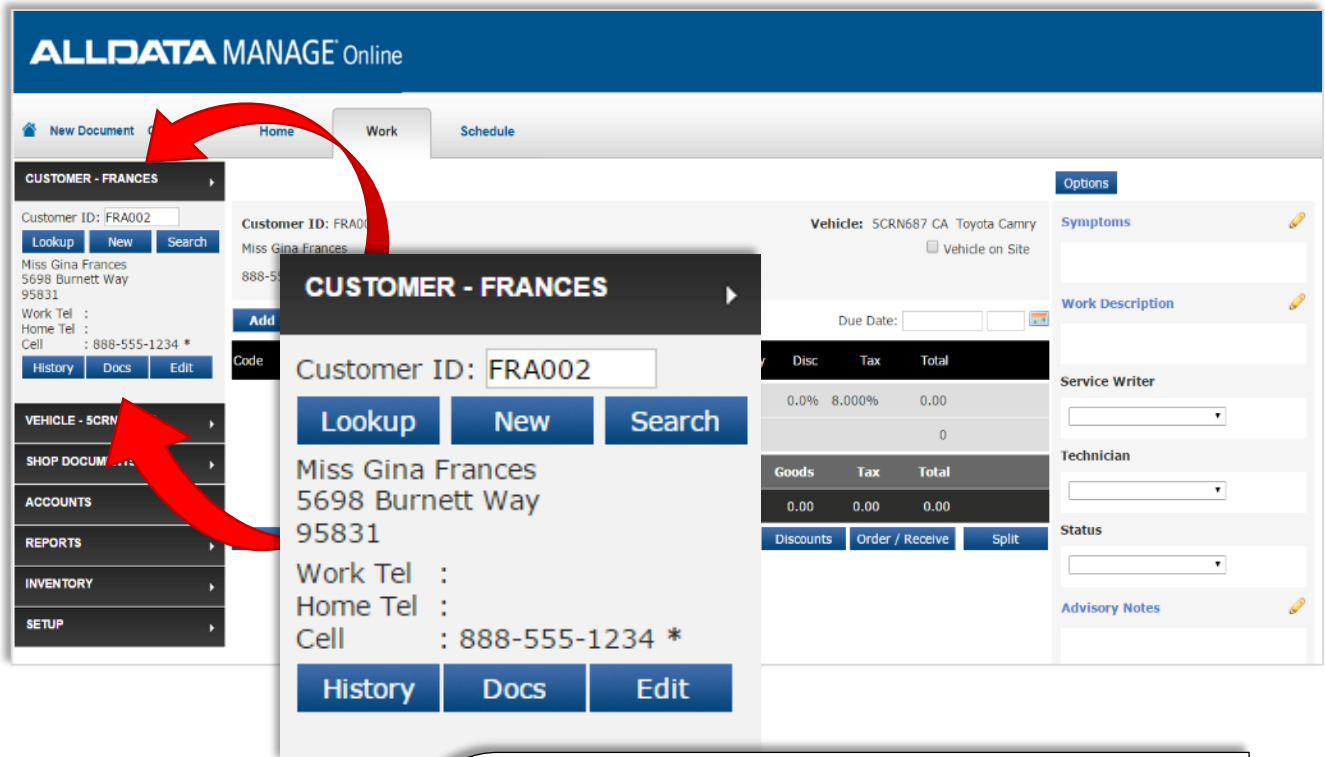 ALLDATA MANAGE Online
New Document
Home
Work
Schedule
CUSTOMER - FRANCES
Customer ID: FRA002
Lookup New Search
Miss Gina Frances
5698 Burnett Way
95831
Work Tel :
Home Tel :
Cell : 888-555-1234 *
History Docs Edit
VEHICLE - 5CRN
SHOP DOCUM
ACCOUNTS
REPORTS
INVENTORY
SETUP
Customer ID: FRA00
Miss Gina Frances
888-55
Vehicle: 5CRN687 CA Toyota Camry
Vehicle on Site
Add
Due Date:
Code Disc Tax Total
0.0% 8.000% 0.00
0
Goods Tax Total
0.00 0.00 0.00
Discounts Order / Receive Split
Options
Symptoms
Work Description
Service Writer
Technician
Status
Advisory Notes
CUSTOMER - FRANCES
Customer ID: FRA002
Lookup New Search
Miss Gina Frances
5698 Burnett Way
95831
Work Tel :
Home Tel :
Cell : 888-555-1234 *
History Docs Edit